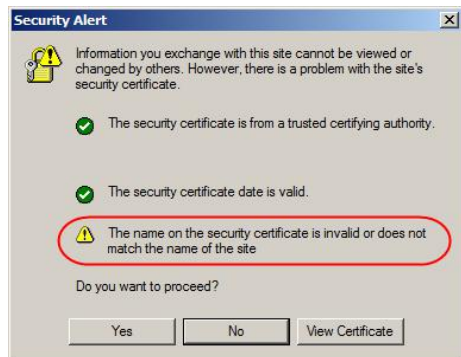 Security Alert
Information you exchange with this site cannot be viewed or
changed by others. However, there is a problem with the site's
security certificate.
The security certificate is from a trusted certifying authority.
The security certificate date is valid.
The name on the security certificate is invalid or does not
match the name of the site
Do you want to proceed?
Yes
No
View Certificate